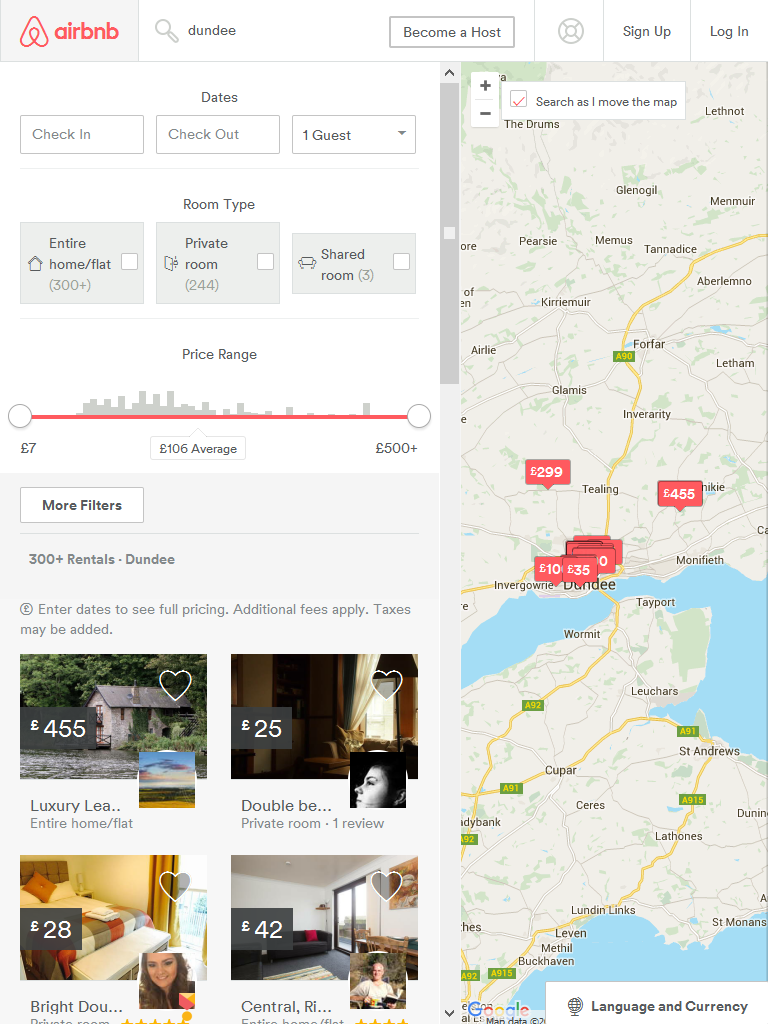 airbnb
dundee
Become a Host
Sign Up
Log In
Dates
Check In
Check Out
1 Guest
Room Type
Entire
home/flat
(300+)
Private
room
(244)
Shared
room (3)
Price Range
£7
£106 Average
£500+
More Filters
300+ Rentals · Dundee
Enter dates to see full pricing. Additional fees apply. Taxes
may be added.
£ 455
Luxury Lea..
Entire home/flat
£ 25
Double be...
Private room · 1 review
£ 28
Bright Dou...
Private room
£ 42
Central, Ri...
Entire home/flat
+
Search as I move the map
−
The Drums
Lethnot
Glenogil
Menmuir
Pearsie
Memus
Tannadice
Aberlemno
of
Kirriemuir
Forfar
Airlie
A90
Letham
Glamis
Inverarity
£299
Tealing
£455
Monifieth
£35
Invergowrie
Dundee
Tayport
Wormit
Leuchars
A92
A91
St Andrews
Cupar
A91
A915
Ceres
Lathones
A92
Lundin Links
St Monans
Leven
Methil
Buckhaven
A92
A915
Google
Map data
Language and Currency